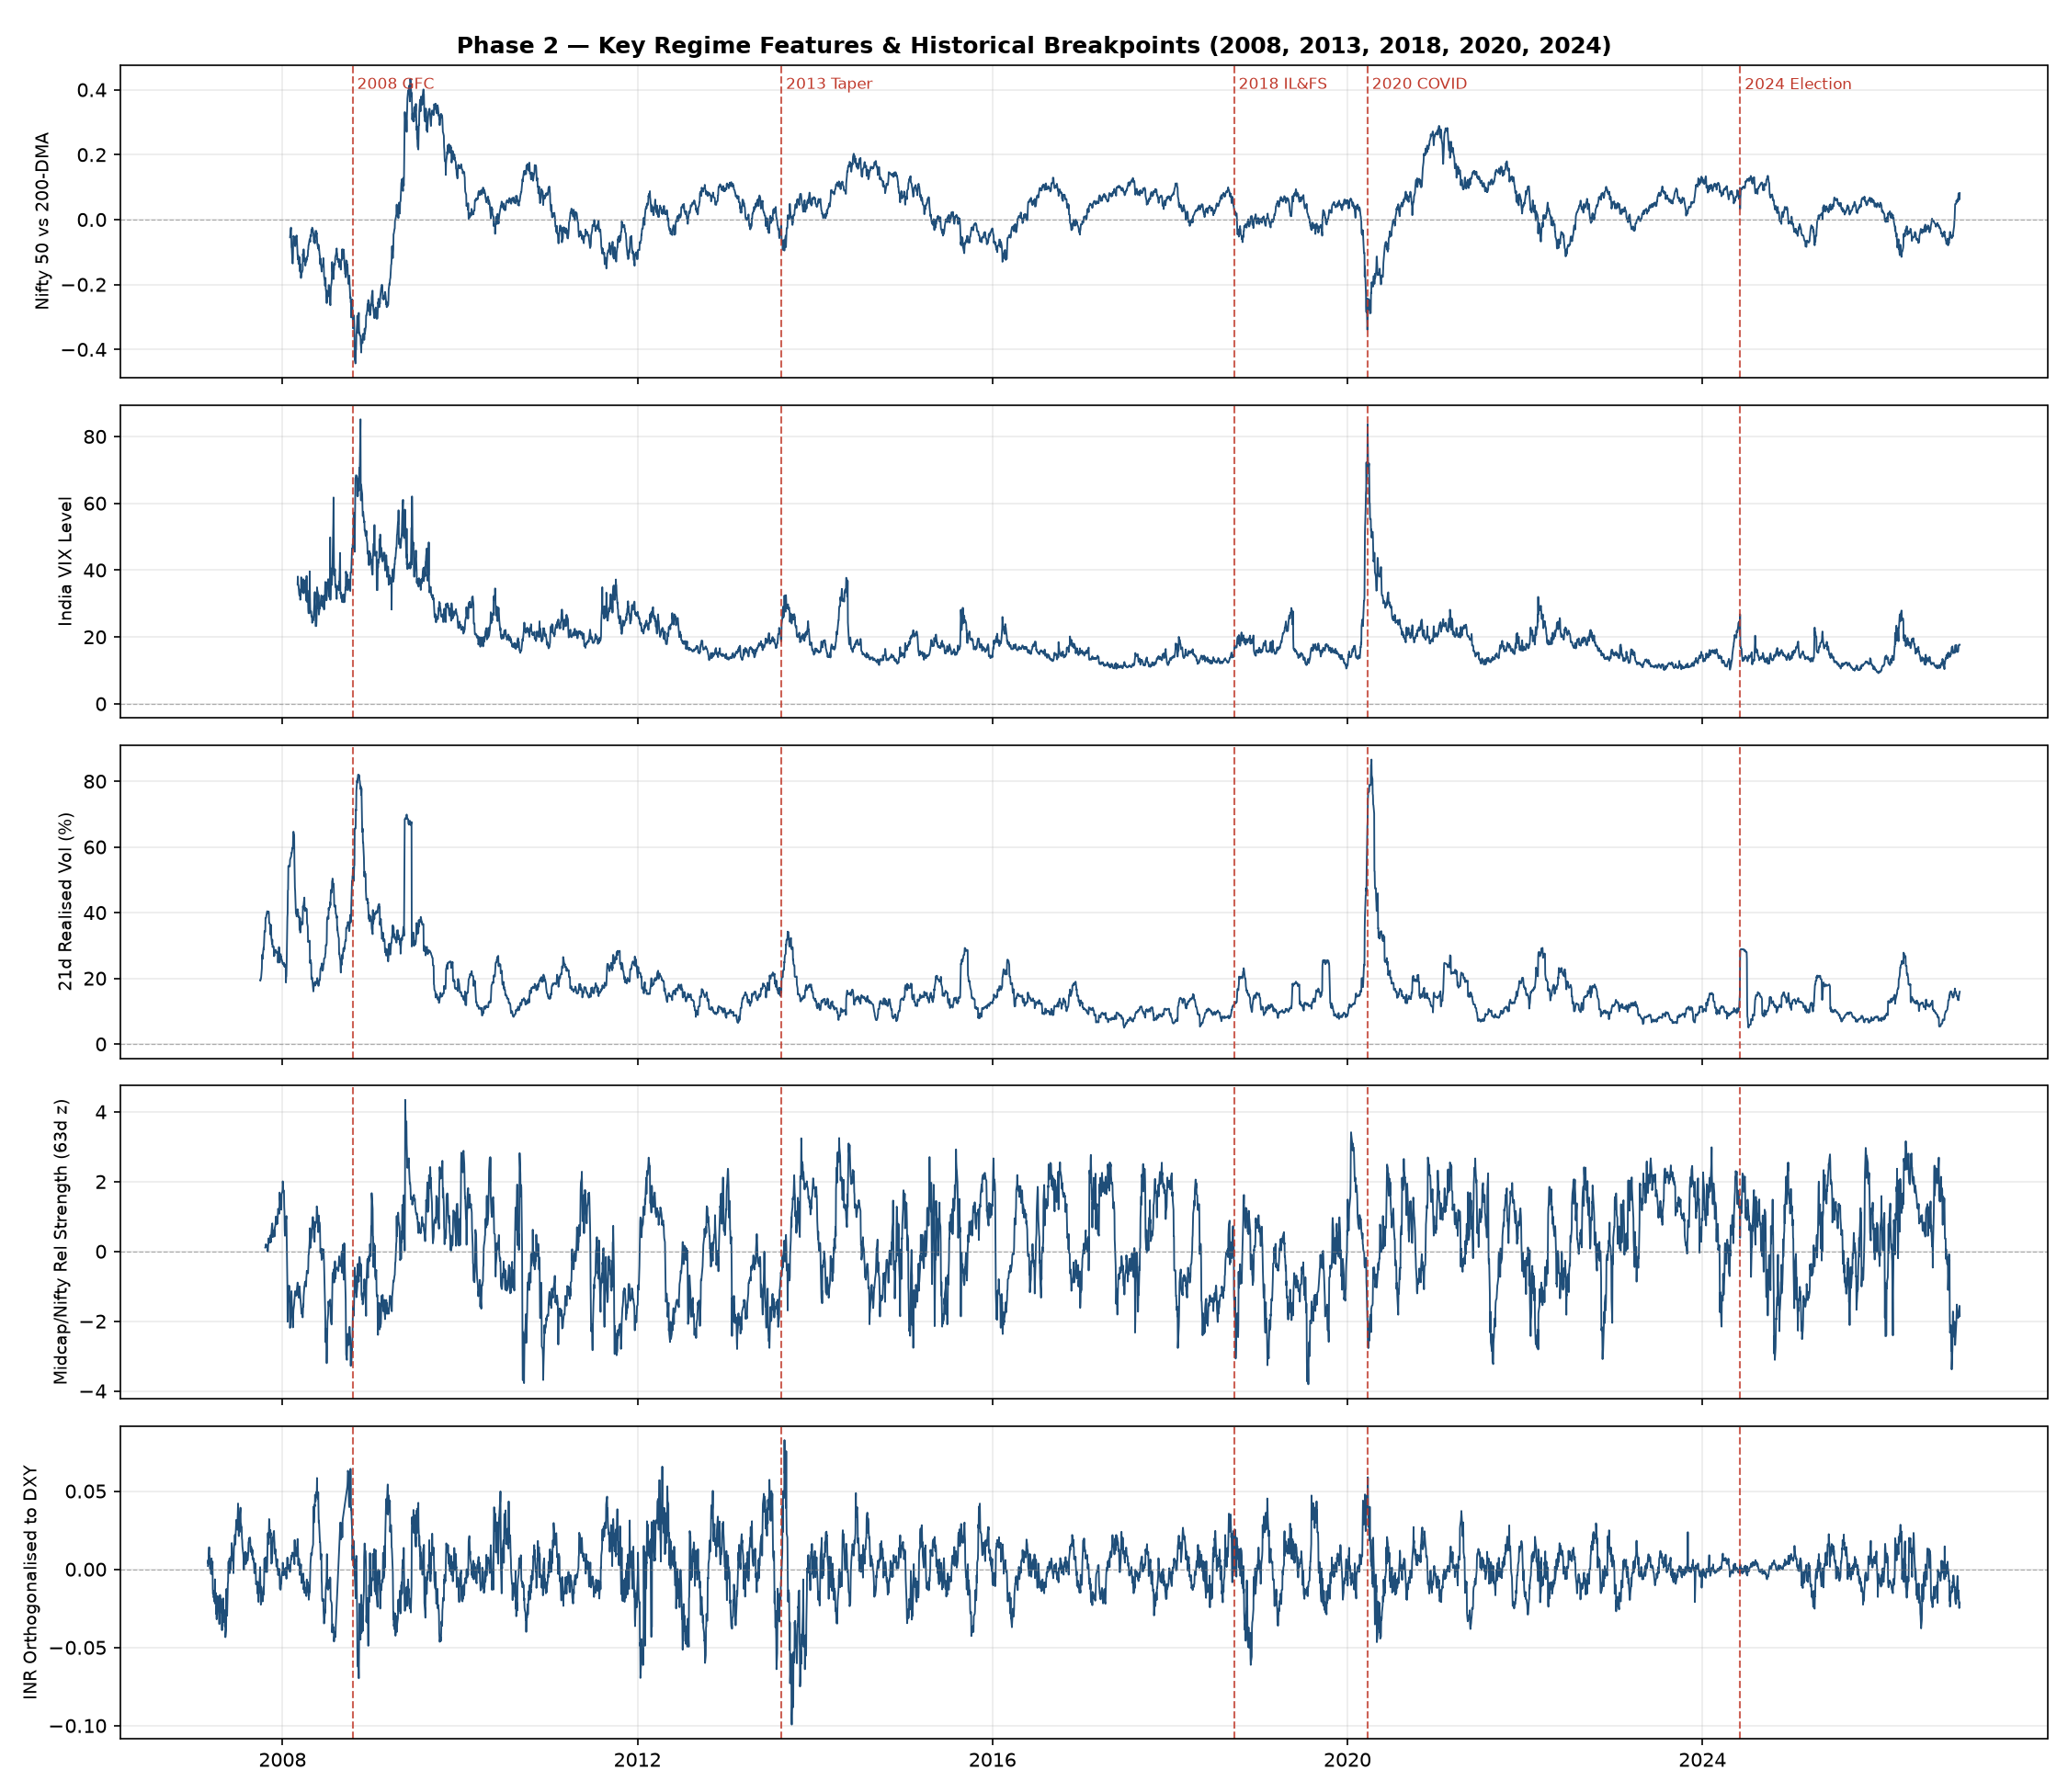 Phase 2 — Key Regime Features & Historical Breakpoints (2008, 2013, 2018, 2020, 2024)
2008 GFC
2013 Taper
2018 IL&FS
2020 COVID
2024 Election
Nifty 50 vs 200-DMA
0.4
0.2
0.0
−0.2
−0.4
India VIX Level
80
60
40
20
0
21d Realised Vol (%)
80
60
40
20
0
Midcap/Nifty Rel Strength (63d z)
4
2
0
−2
−4
INR Orthogonalised to DXY
0.05
0.00
−0.05
−0.10
2008
2012
2016
2020
2024